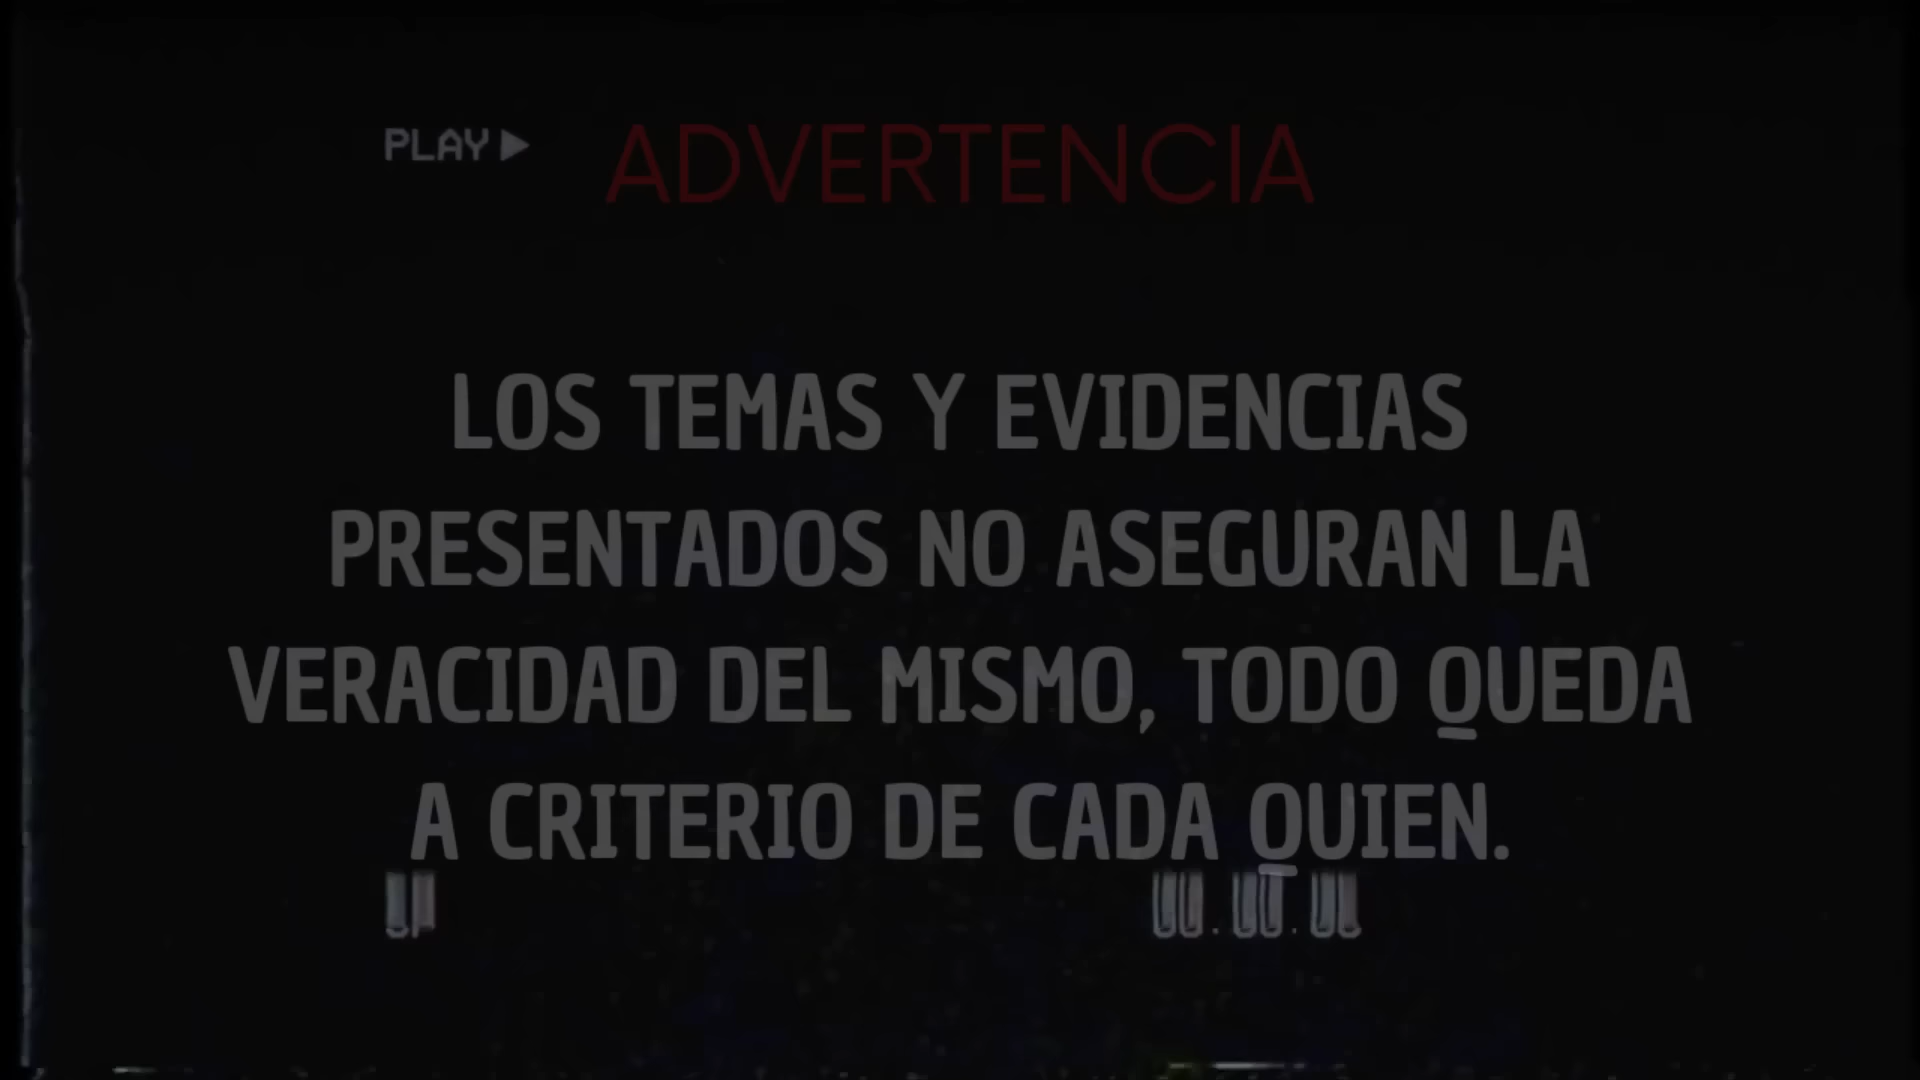 PLAY ▶
ADVERTENCIA
LOS TEMAS Y EVIDENCIAS
PRESENTADOS NO ASEGURAN LA
VERACIDAD DEL MISMO, TODO QUEDA
A CRITERIO DE CADA QUIEN.